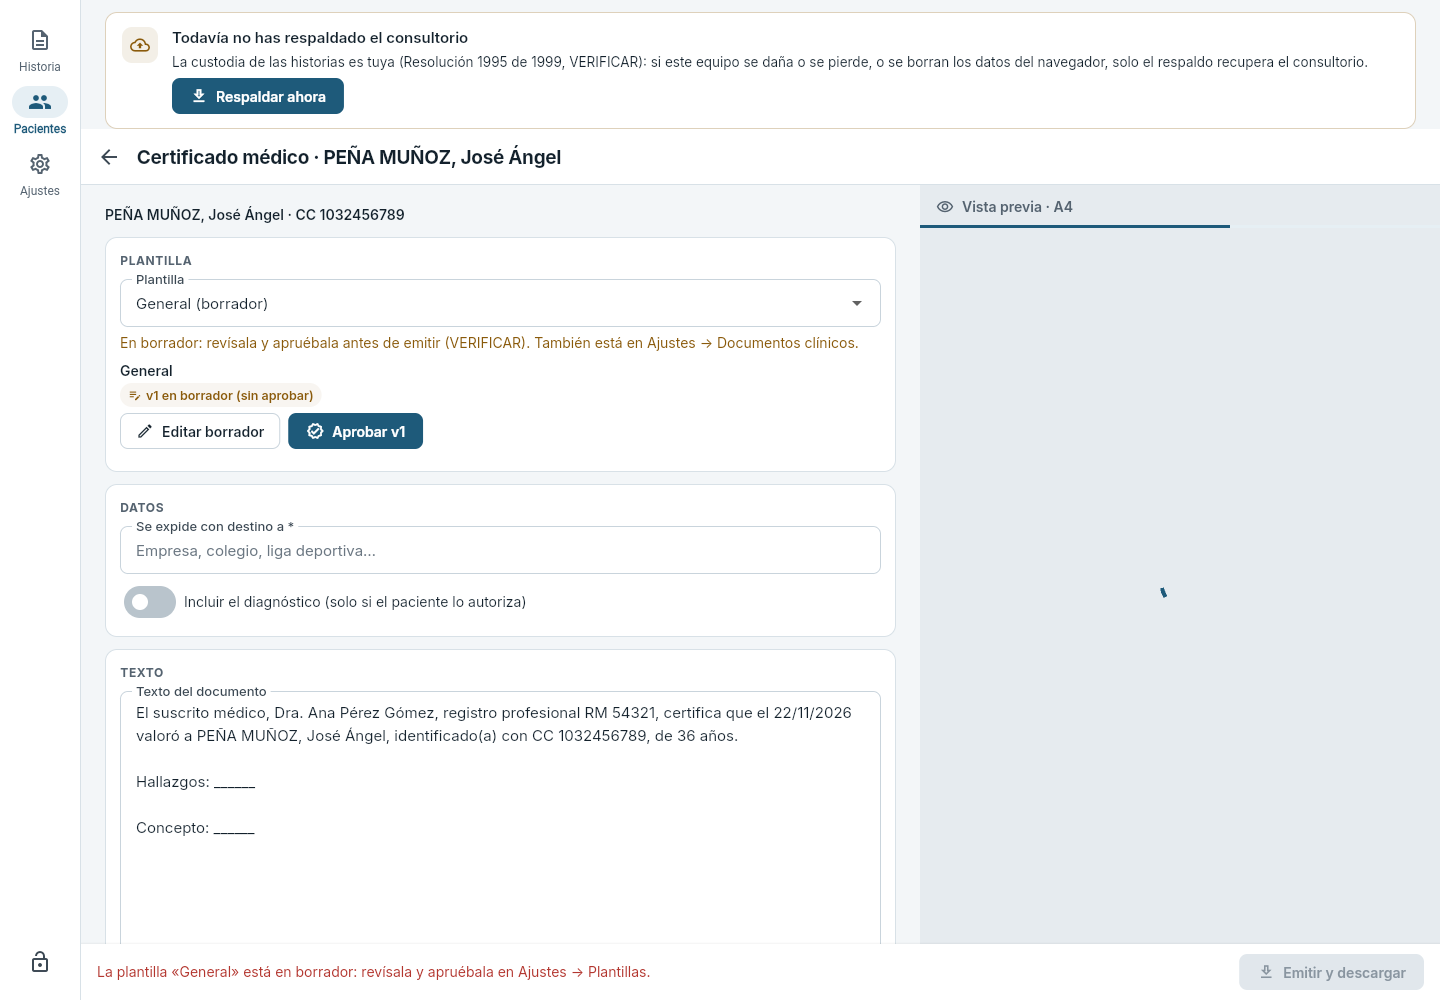 Historia
Pacientes
Ajustes
Todavía no has respaldado el consultorio
La custodia de las historias es tuya (Resolución 1995 de 1999, VERIFICAR): si este equipo se daña o se pierde, o se borran los datos del navegador, solo el respaldo recupera el consultorio.
Respaldar ahora
Certificado médico · PEÑA MUÑOZ, José Ángel
PEÑA MUÑOZ, José Ángel · CC 1032456789
PLANTILLA
Plantilla
General (borrador)
En borrador: revísala y apruébala antes de emitir (VERIFICAR). También está en Ajustes → Documentos clínicos.
General
v1 en borrador (sin aprobar)
Editar borrador
Aprobar v1
DATOS
Se expide con destino a *
Empresa, colegio, liga deportiva...
Incluir el diagnóstico (solo si el paciente lo autoriza)
TEXTO
Texto del documento
El suscrito médico, Dra. Ana Pérez Gómez, registro profesional RM 54321, certifica que el 22/11/2026
valoró a PEÑA MUÑOZ, José Ángel, identificado(a) con CC 1032456789, de 36 años.
Hallazgos: ______
Concepto: ______
Vista previa · A4
La plantilla «General» está en borrador: revísala y apruébala en Ajustes → Plantillas.
Emitir y descargar